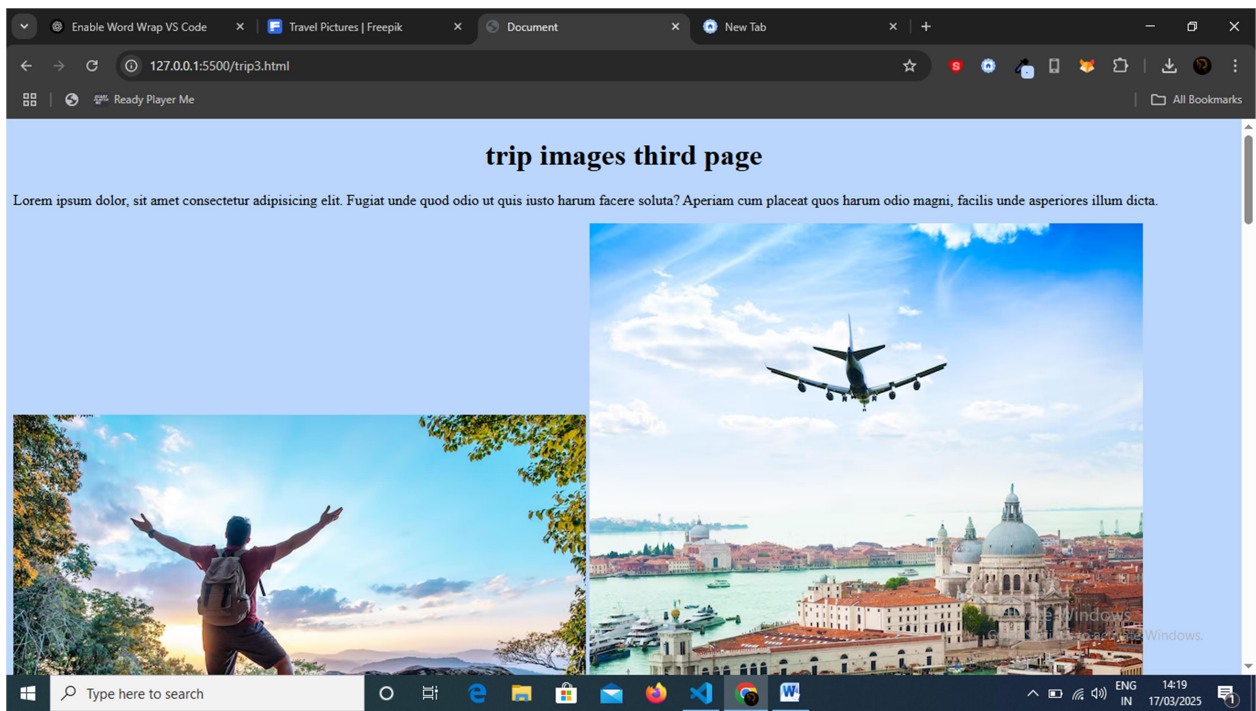 Enable Word Wrap VS Code
Travel Pictures | Freepik
Document
New Tab
127.0.0.1:5500/trip3.html
Ready Player Me
All Bookmarks
trip images third page
Lorem ipsum dolor, sit amet consectetur adipisicing elit. Fugiat unde quod odio ut quis iusto harum facere soluta? Aperiam cum placeat quos harum odio magni, facilis unde asperiores illum dicta.
Windows
Windows.
Type here to search
ENG
IN
14:19
17/03/2025
1